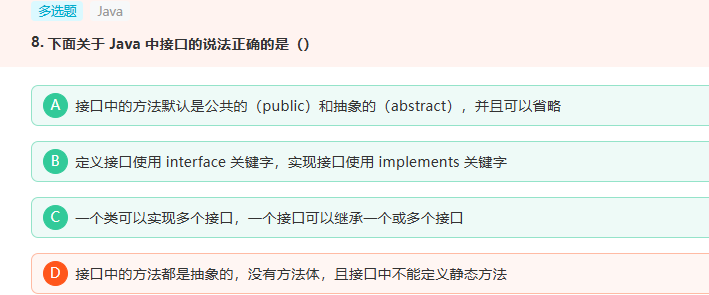 多选题 Java
8. 下面关于 Java 中接口的说法正确的是（）
A 接口中的方法默认是公共的（public）和抽象的（abstract），并且可以省略
B 定义接口使用 interface 关键字，实现接口使用 implements 关键字
C 一个类可以实现多个接口，一个接口可以继承一个或多个接口
D 接口中的方法都是抽象的，没有方法体，且接口中不能定义静态方法